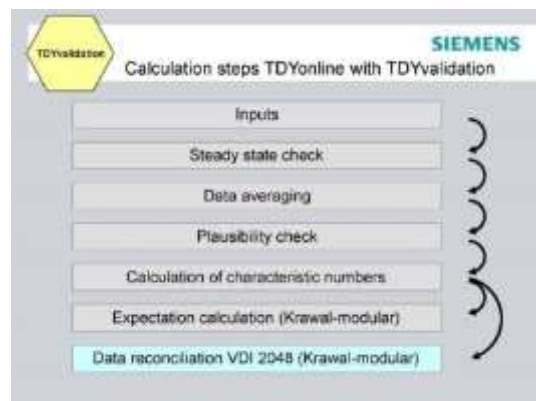 TDYvalidation
SIEMENS
Calculation steps TDYonline with TDYvalidation
Inputs
Steady state check
Data averaging
Plausibility check
Calculation of characteristic numbers
Expectation calculation (Krawal-modular)
Data reconciliation VDI 2048 (Krawal-modular)